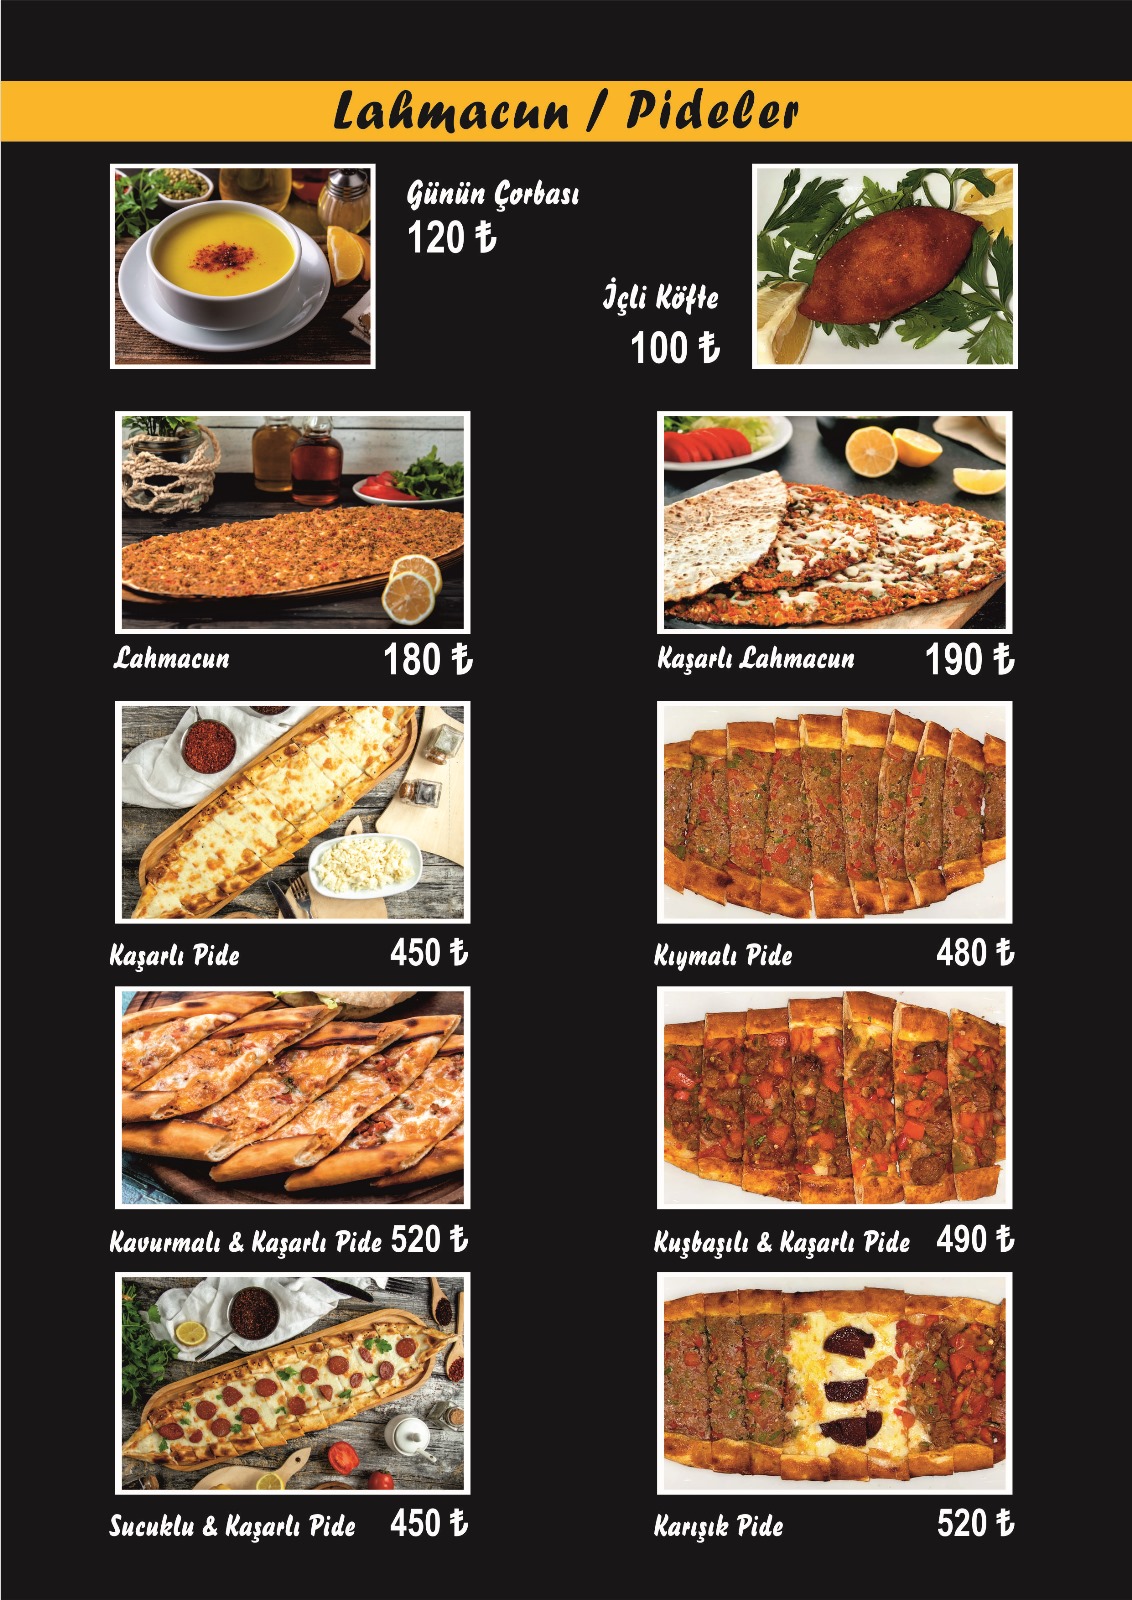 Lahmacun / Pideler
Günün Çorbası
120 ₺
İçli Köfte
100 ₺
Lahmacun 180 ₺
Kaşarlı Lahmacun 190 ₺
Kaşarlı Pide 450 ₺
Kıymalı Pide 480 ₺
Kavurmalı & Kaşarlı Pide 520 ₺
Kuşbaşılı & Kaşarlı Pide 490 ₺
Sucuklu & Kaşarlı Pide 450 ₺
Karışık Pide 520 ₺